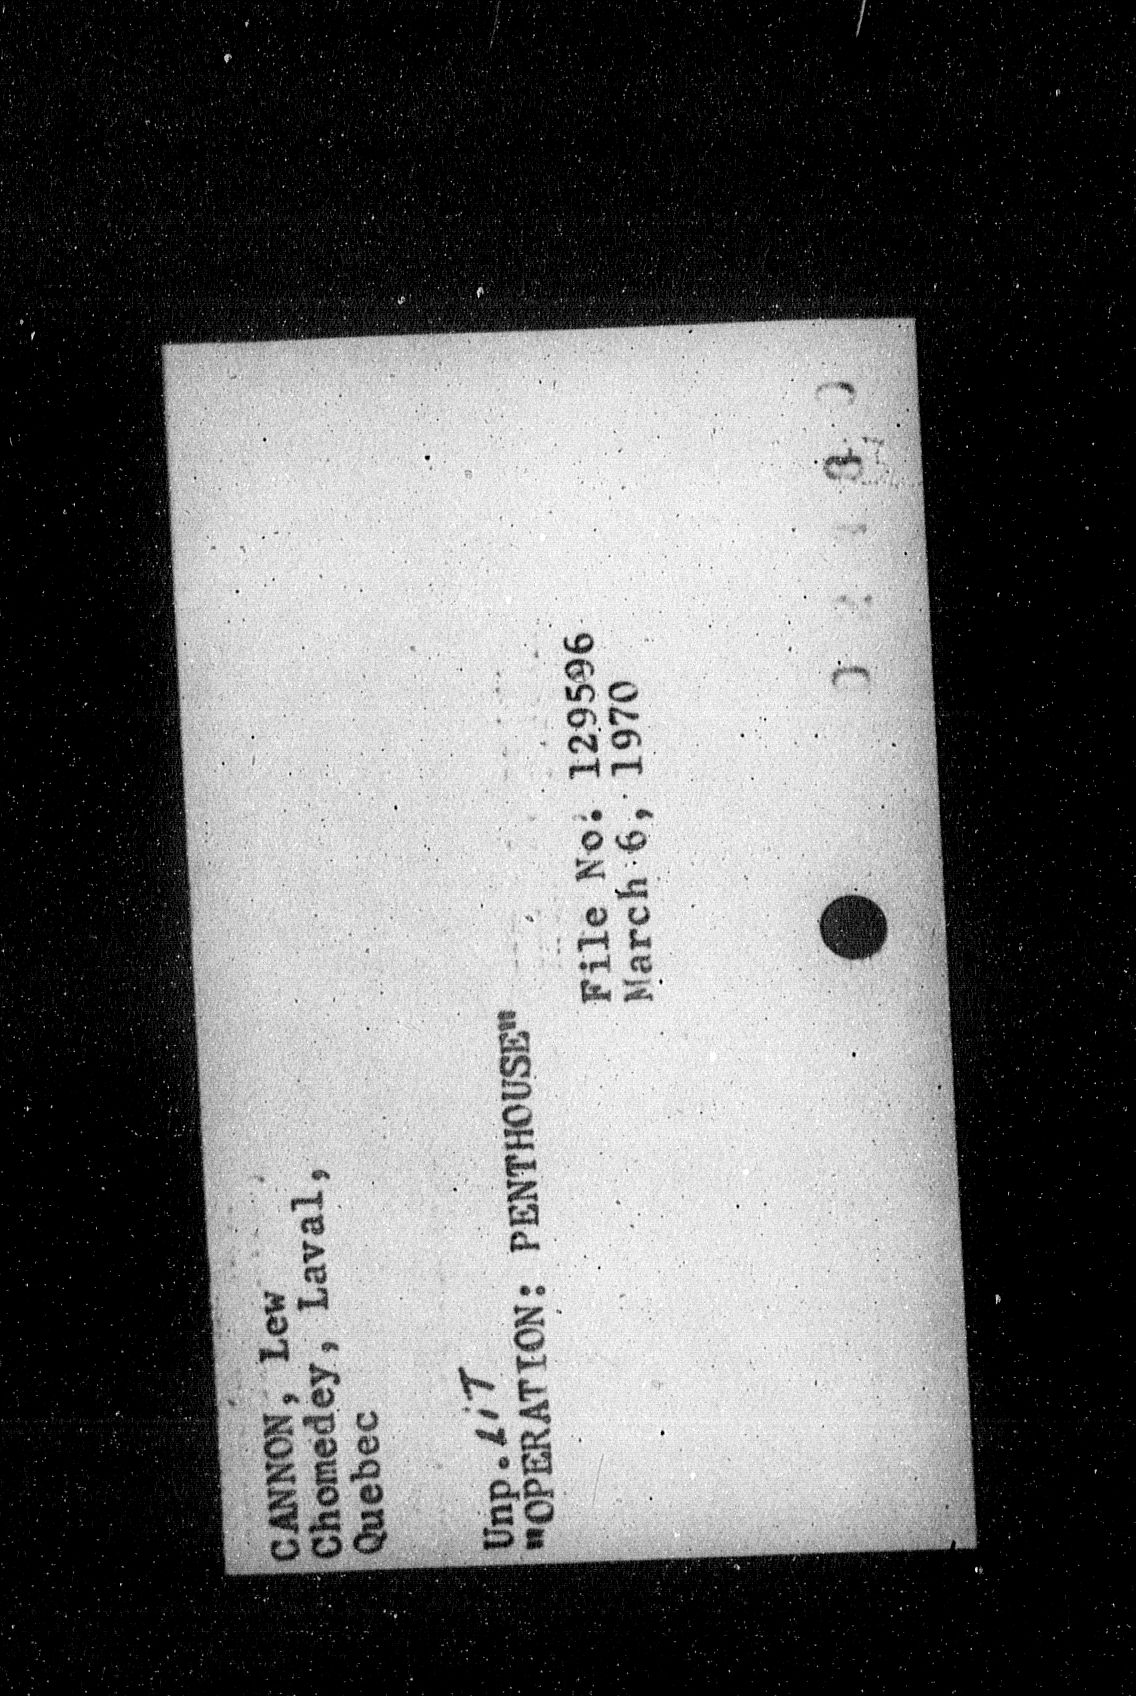 CANNON, Lew
Chomedey, Laval,
Quebec
Unp. LiT
"OPERATION: PENTHOUSE"
File No: 129596
March 6, 1970